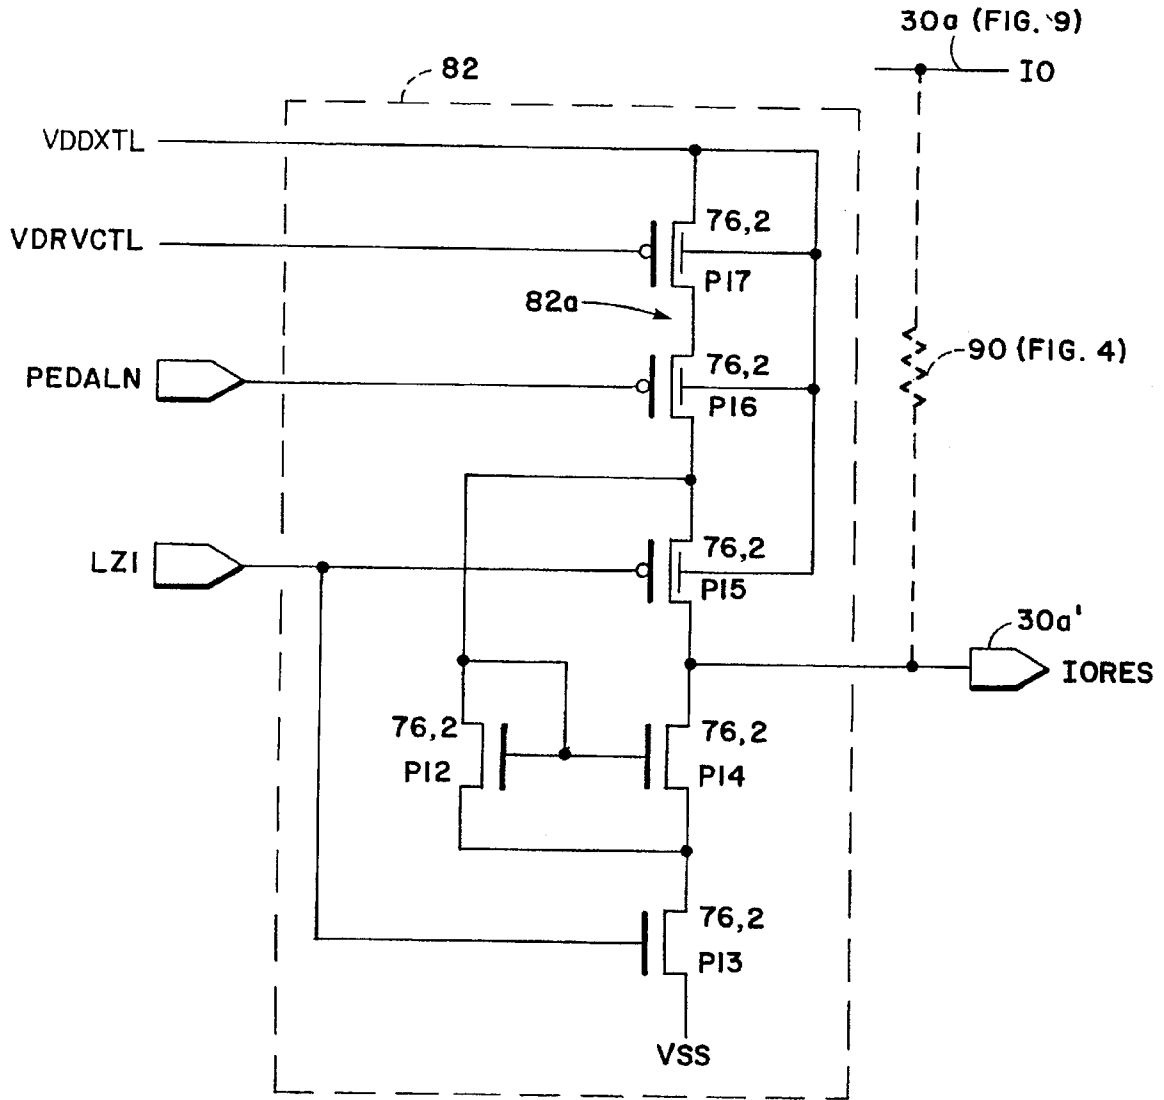 30a (FIG. 9)
IO
82
VDDXTL
VDRVCTL
76,2
P17
82a
PEDALN
76,2
P16
90 (FIG. 4)
LZ1
76,2
P15
30a'
IORES
76,2
P12
76,2
P14
76,2
P13
VSS